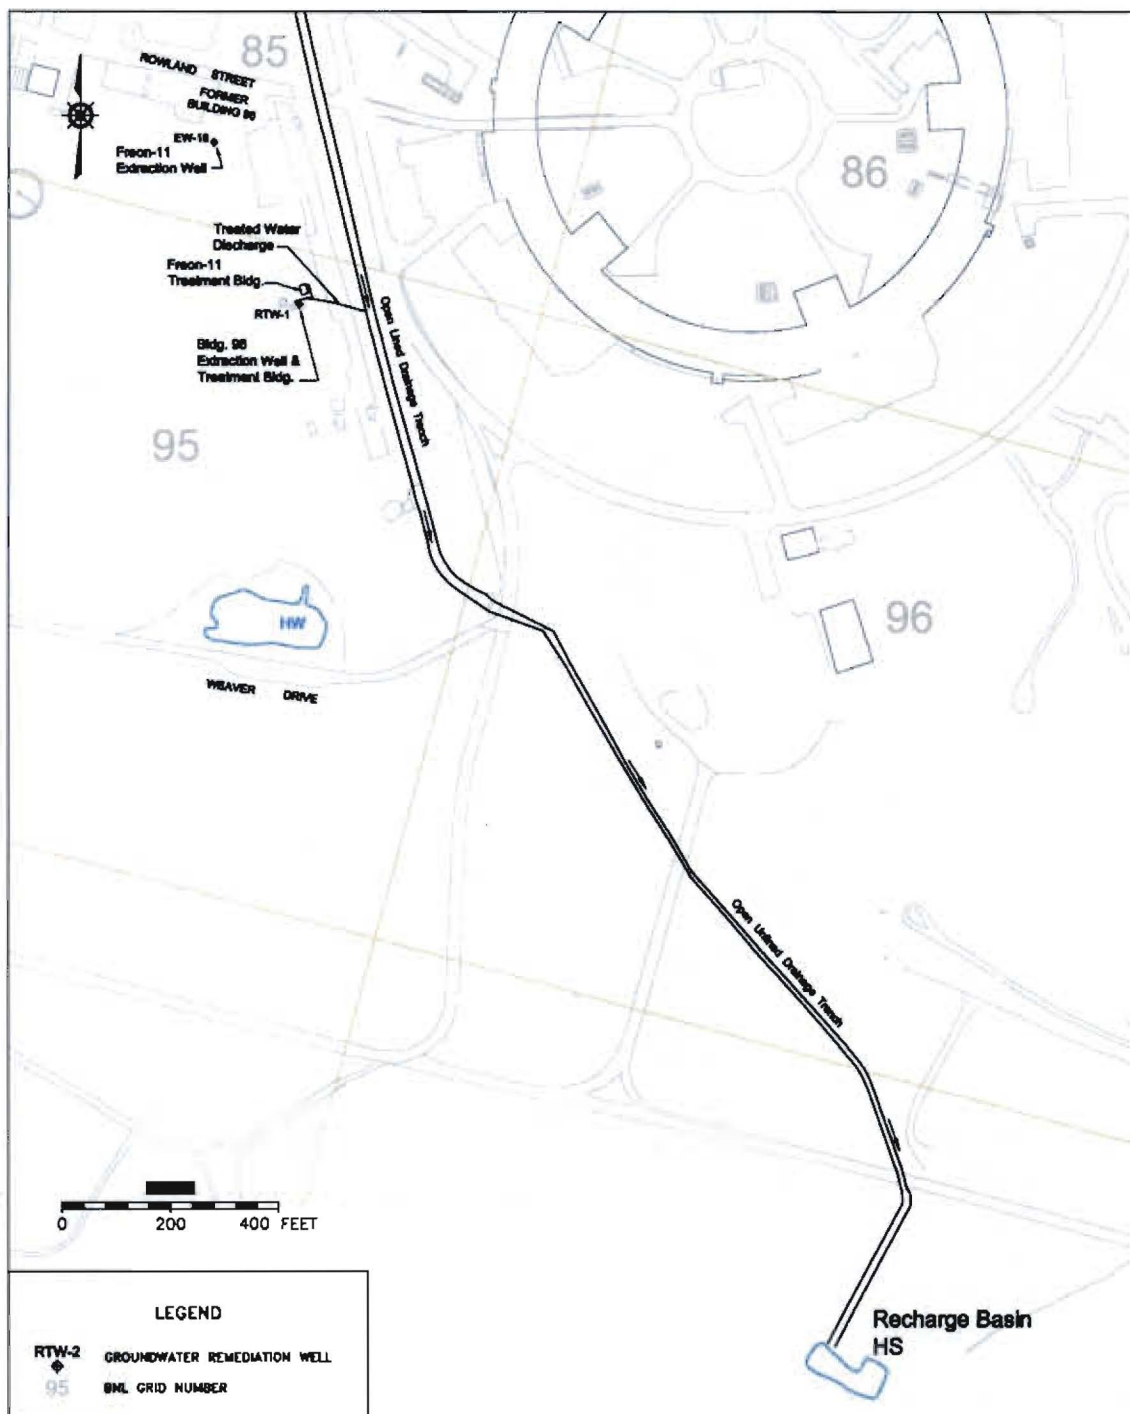 85
ROWLAND STREET
FORMER
BUILDING 96
EW-18
Freon-11
Extraction Well
86
Treated Water
Discharge
Freon-11
Treatment Bldg.
RTW-1
Bldg. 96
Extraction Well &
Treatment Bldg.
Open Lined Drainage Trench
95
HW
96
WEAVER DRIVE
Open Unlined Drainage Trench
0 200 400 FEET
LEGEND
RTW-2 GROUNDWATER REMEDIATION WELL
95 BNL GRID NUMBER
Recharge Basin
HS